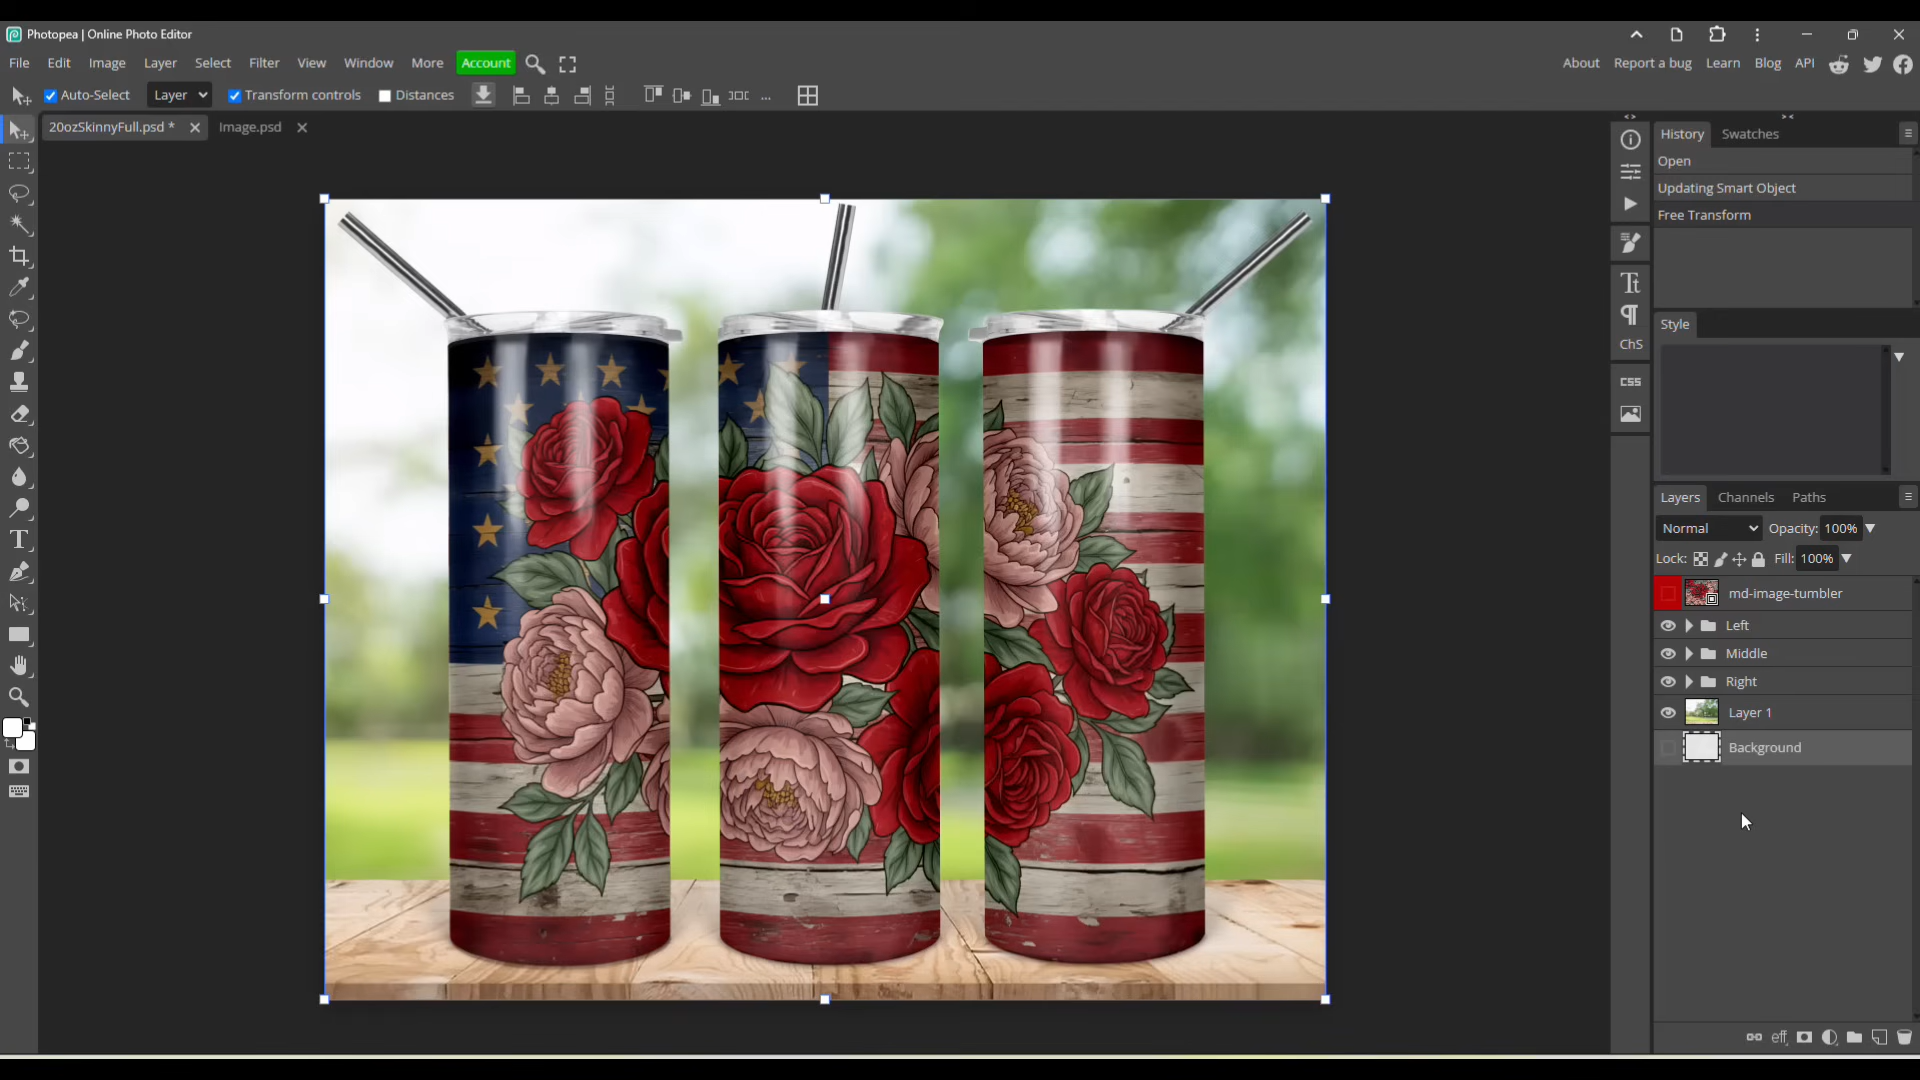 Photopea | Online Photo Editor
File Edit Image Layer Select Filter View Window More Account
About Report a bug Learn Blog API
Auto-Select Layer Transform controls Distances ...
20ozSkinnyFull.psd * Image.psd
History Swatches
Open
Updating Smart Object
Free Transform
Style
ChS
CSS
Layers Channels Paths
Normal Opacity: 100%
Lock: Fill: 100%
md-image-tumbler
Left
Middle
Right
Layer 1
Background
eff